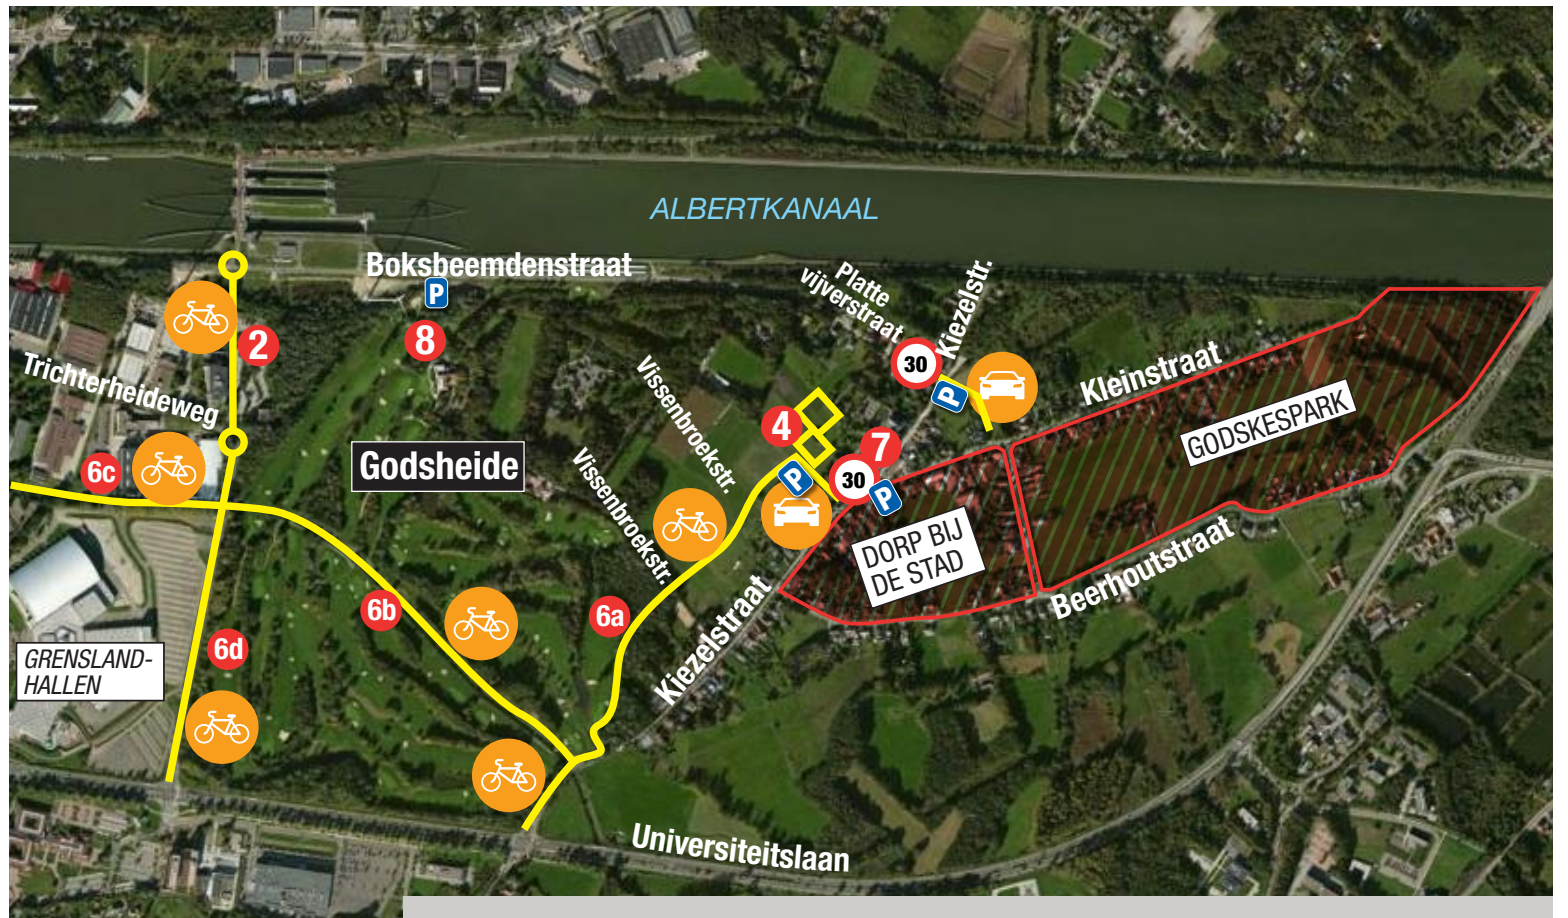 ALBERTKANAAL
Boksbeemdenstraat
P
8
2
Trichterheideweg
6c
Godsheide
Vissenbroekstr.
Vissenbroekstr.
Platte
vijverstraat
Kiezelstr.
30
P
4
7
30
P
P
Kleinstraat
GODSKESPARK
DORP BIJ
DE STAD
Beerhoutstraat
Kiezelstraat
6a
6b
6d
GRENSLAND-
HALLEN
Universiteitslaan